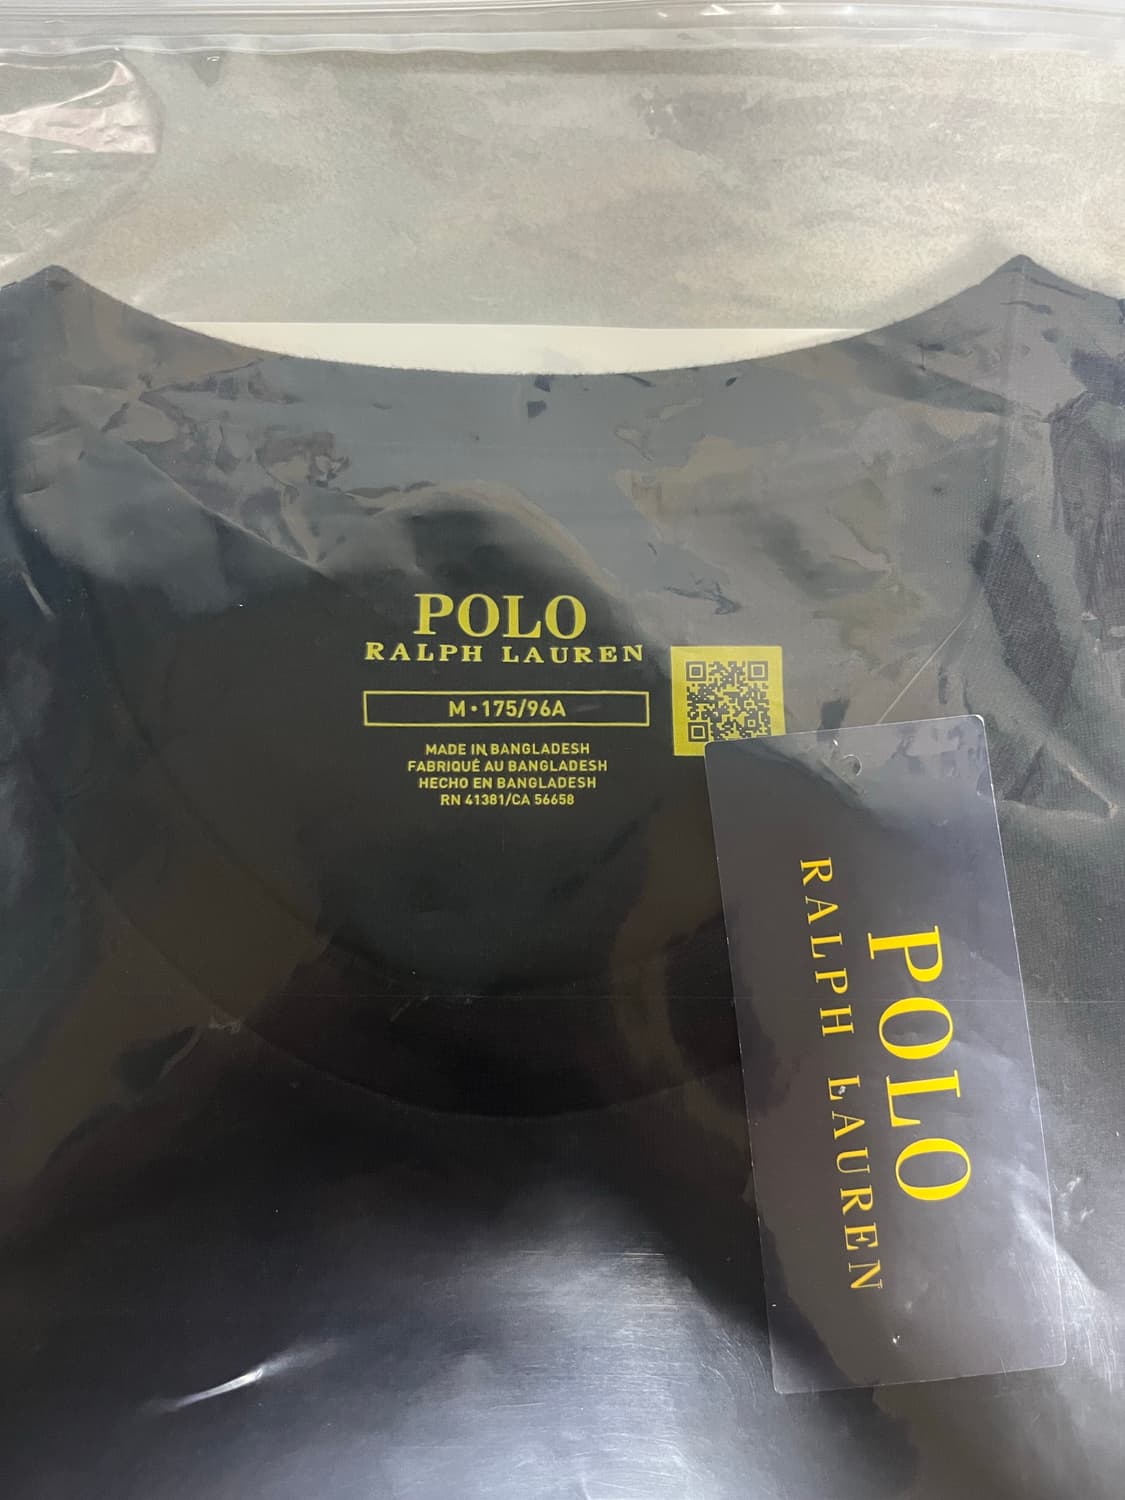 POLO
RALPH LAUREN
M•175/96A
MADE IN BANGLADESH
FABRIQUÉ AU BANGLADESH
HECHO EN BANGLADESH
RN 41381/CA 56658
POLO
RALPH LAUREN